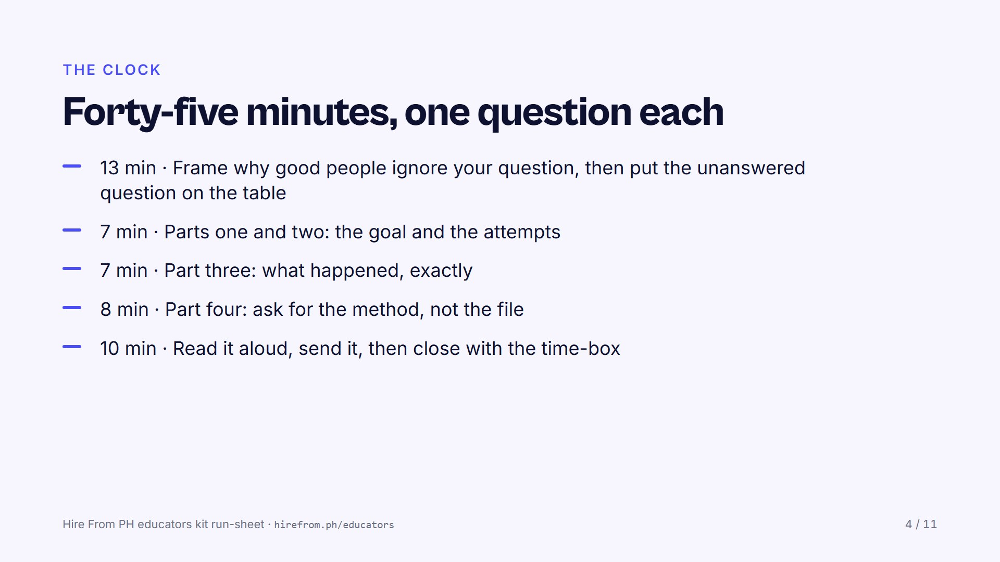 THE CLOCK
Forty-five minutes, one question each
13 min · Frame why good people ignore your question, then put the unanswered
question on the table
7 min · Parts one and two: the goal and the attempts
7 min · Part three: what happened, exactly
8 min · Part four: ask for the method, not the file
10 min · Read it aloud, send it, then close with the time-box
Hire From PH educators kit run-sheet · hirefrom.ph/educators
4 / 11